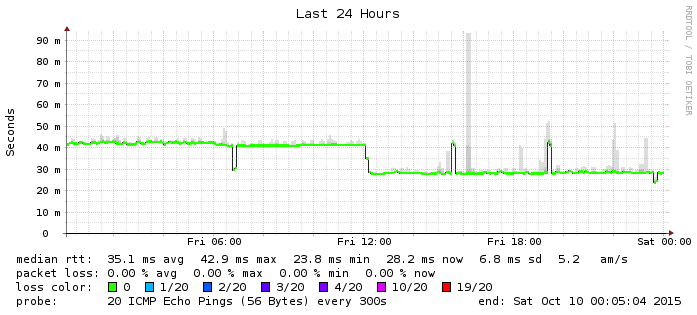 Last 24 Hours
RRDTOOL / TOBI OETIKER
Seconds
90 m
80 m
70 m
60 m
50 m
40 m
30 m
20 m
10 m
0
Fri 06:00 Fri 12:00 Fri 18:00 Sat 00:00
median rtt: 35.1 ms avg 42.9 ms max 23.8 ms min 28.2 ms now 6.8 ms sd 5.2 am/s
packet loss: 0.00 % avg 0.00 % max 0.00 % min 0.00 % now
loss color: 0 1/20 2/20 3/20 4/20 10/20 19/20
probe: 20 ICMP Echo Pings (56 Bytes) every 300s end: Sat Oct 10 00:05:04 2015